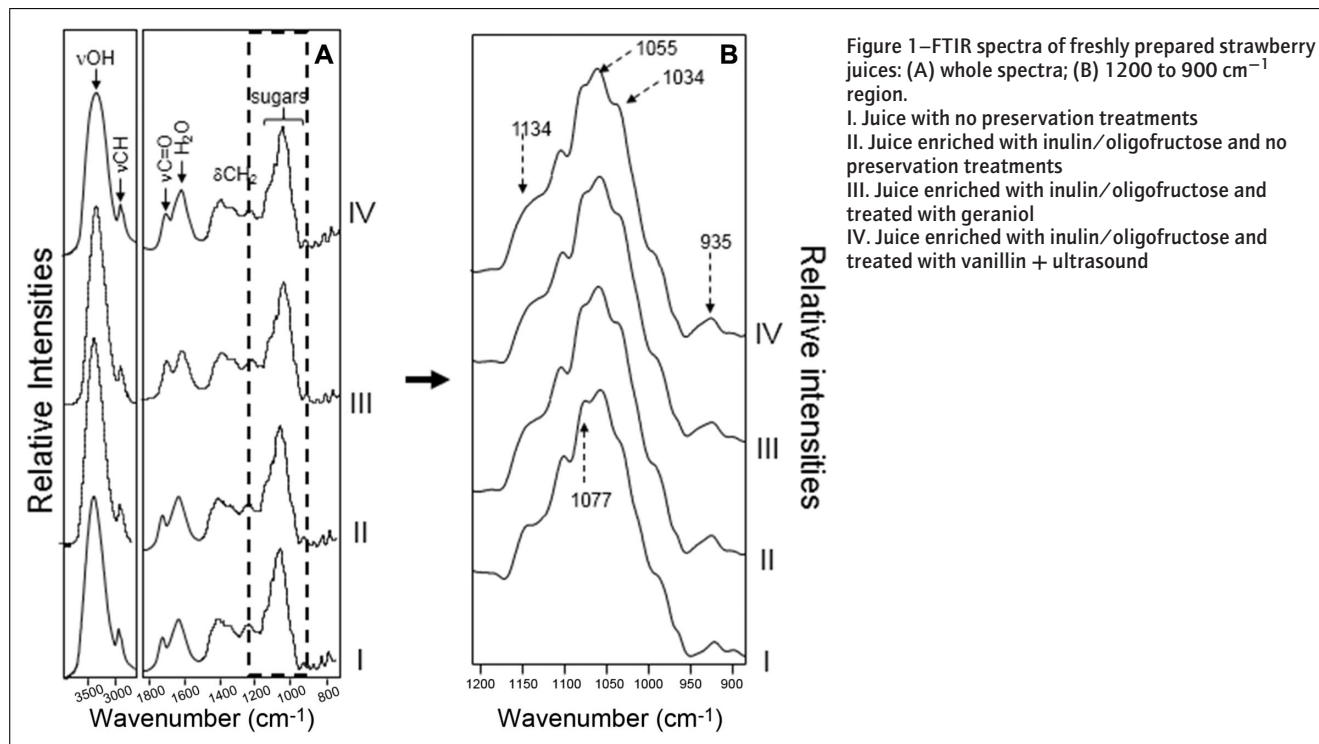 A
νOH
νCH
νC=O
H₂O
δCH₂
sugars
IV
III
II
I
Relative Intensities
3500 3000 1800 1600 1400 1200 1000 800
Wavenumber (cm⁻¹)
B
1055
1034
1134
935
1077
IV
III
II
I
Relative intensities
1200 1150 1100 1050 1000 950 900
Wavenumber (cm⁻¹)
Figure 1–FTIR spectra of freshly prepared strawberry
juices: (A) whole spectra; (B) 1200 to 900 cm⁻¹
region.
I. Juice with no preservation treatments
II. Juice enriched with inulin/oligofructose and no
preservation treatments
III. Juice enriched with inulin/oligofructose and
treated with geraniol
IV. Juice enriched with inulin/oligofructose and
treated with vanillin + ultrasound